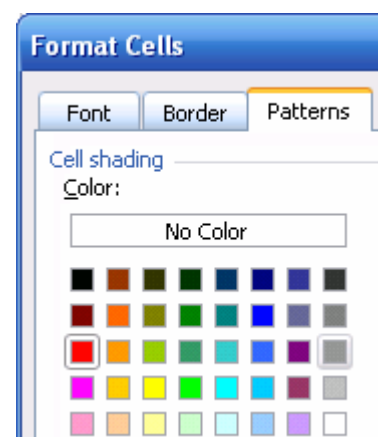 Format Cells
Font Border Patterns
Cell shading
Color:
No Color